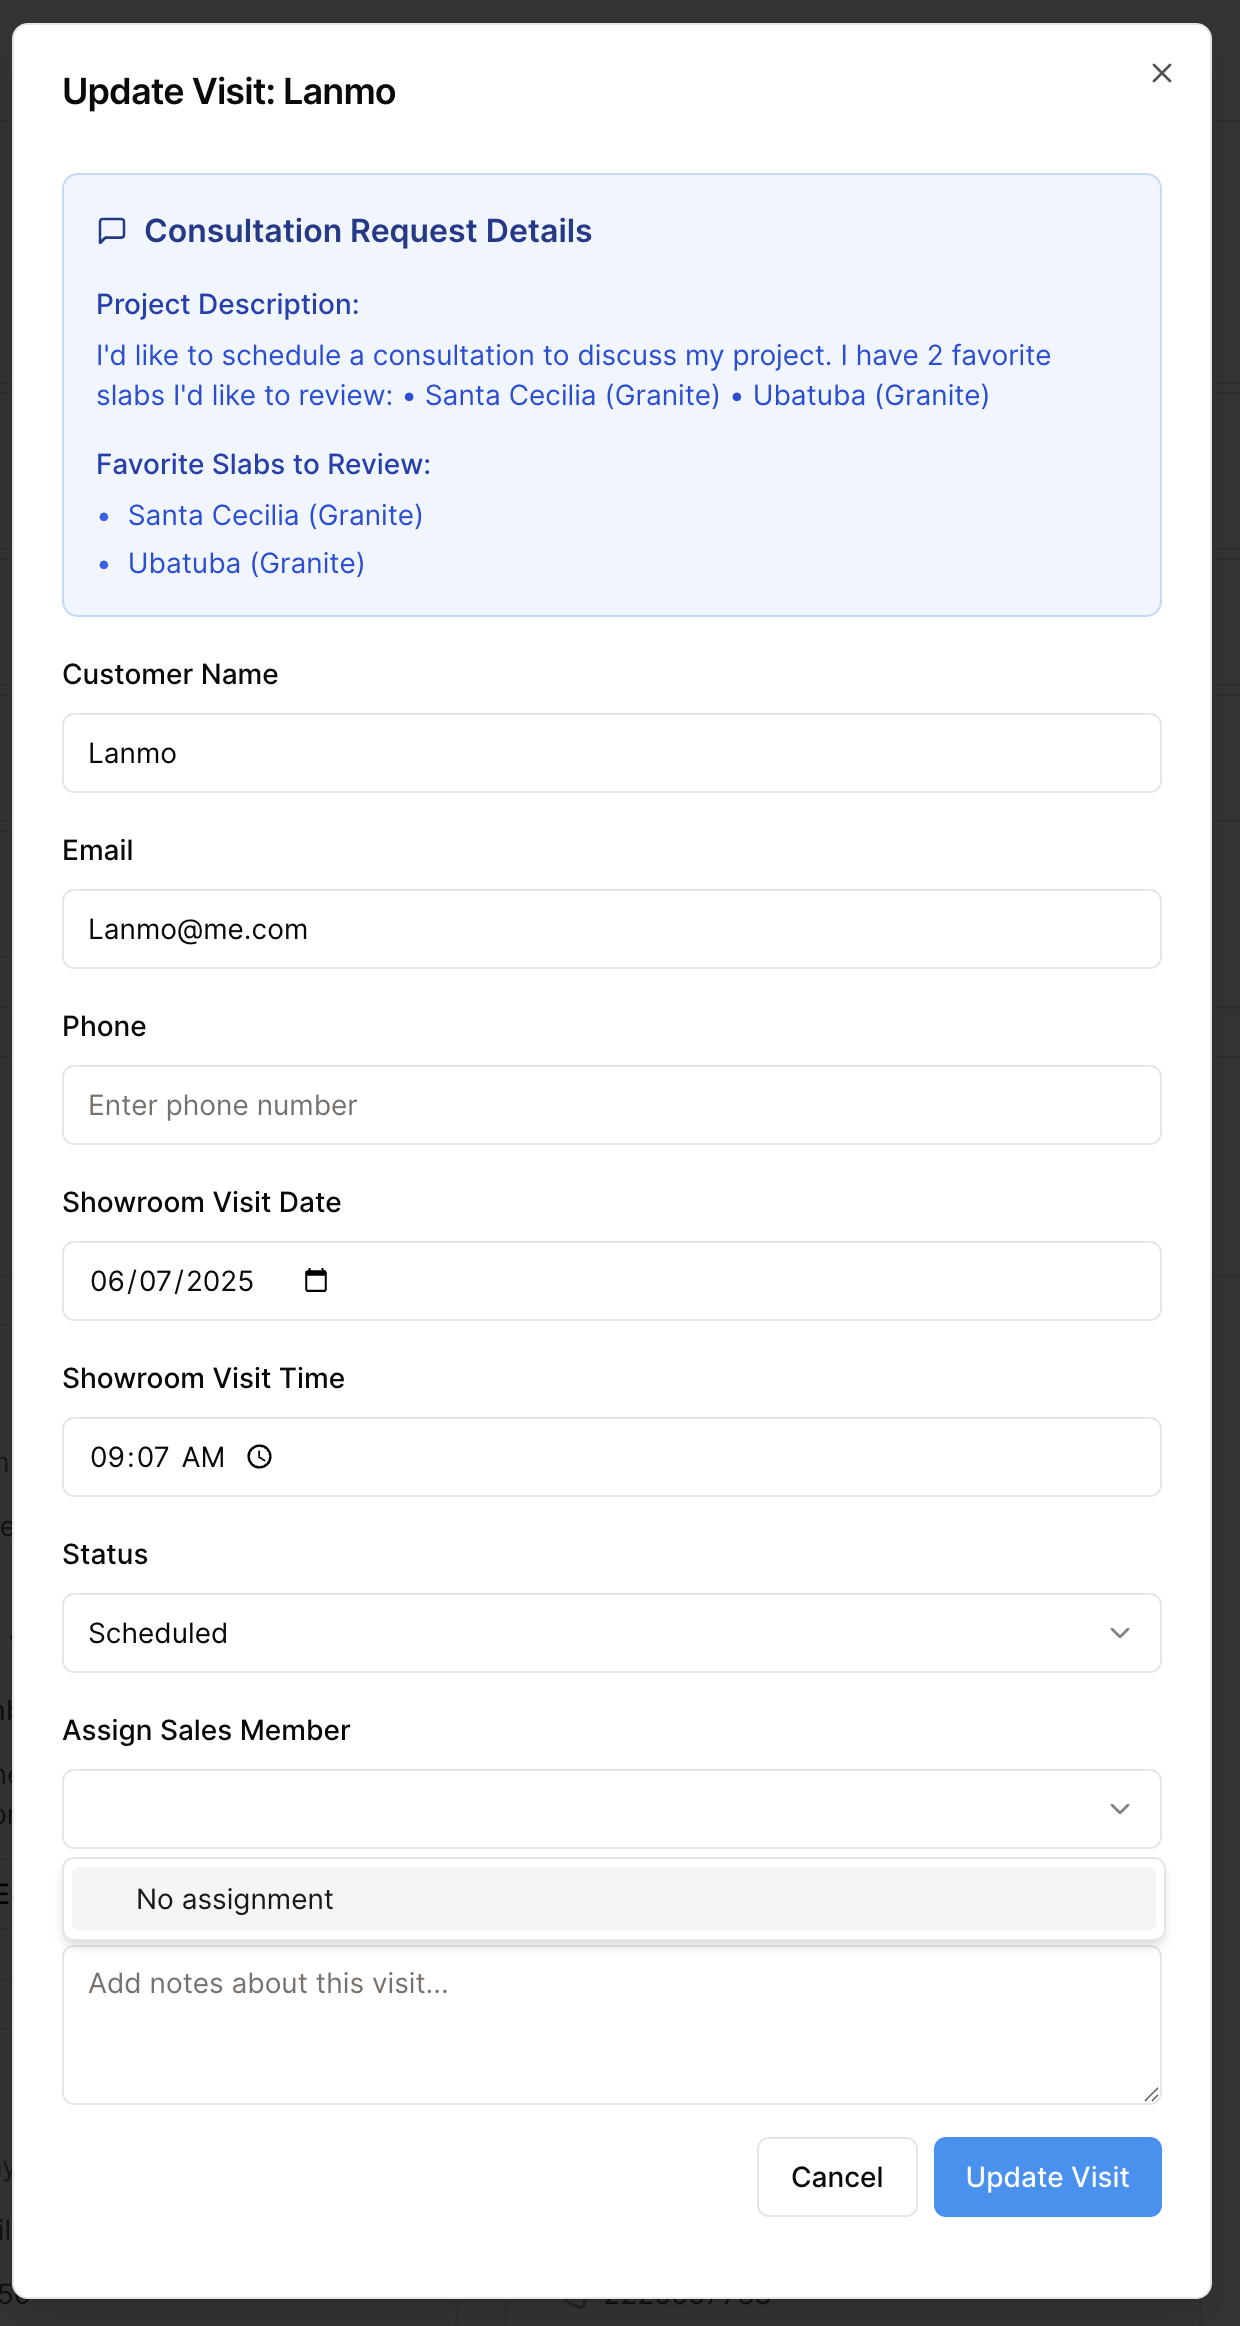 Update Visit: Lanmo
Consultation Request Details
Project Description:
I'd like to schedule a consultation to discuss my project. I have 2 favorite
slabs I'd like to review: • Santa Cecilia (Granite) • Ubatuba (Granite)
Favorite Slabs to Review:
• Santa Cecilia (Granite)
• Ubatuba (Granite)
Customer Name
Lanmo
Email
Lanmo@me.com
Phone
Enter phone number
Showroom Visit Date
06/07/2025
Showroom Visit Time
09:07 AM
Status
Scheduled
Assign Sales Member
No assignment
Add notes about this visit...
Cancel
Update Visit